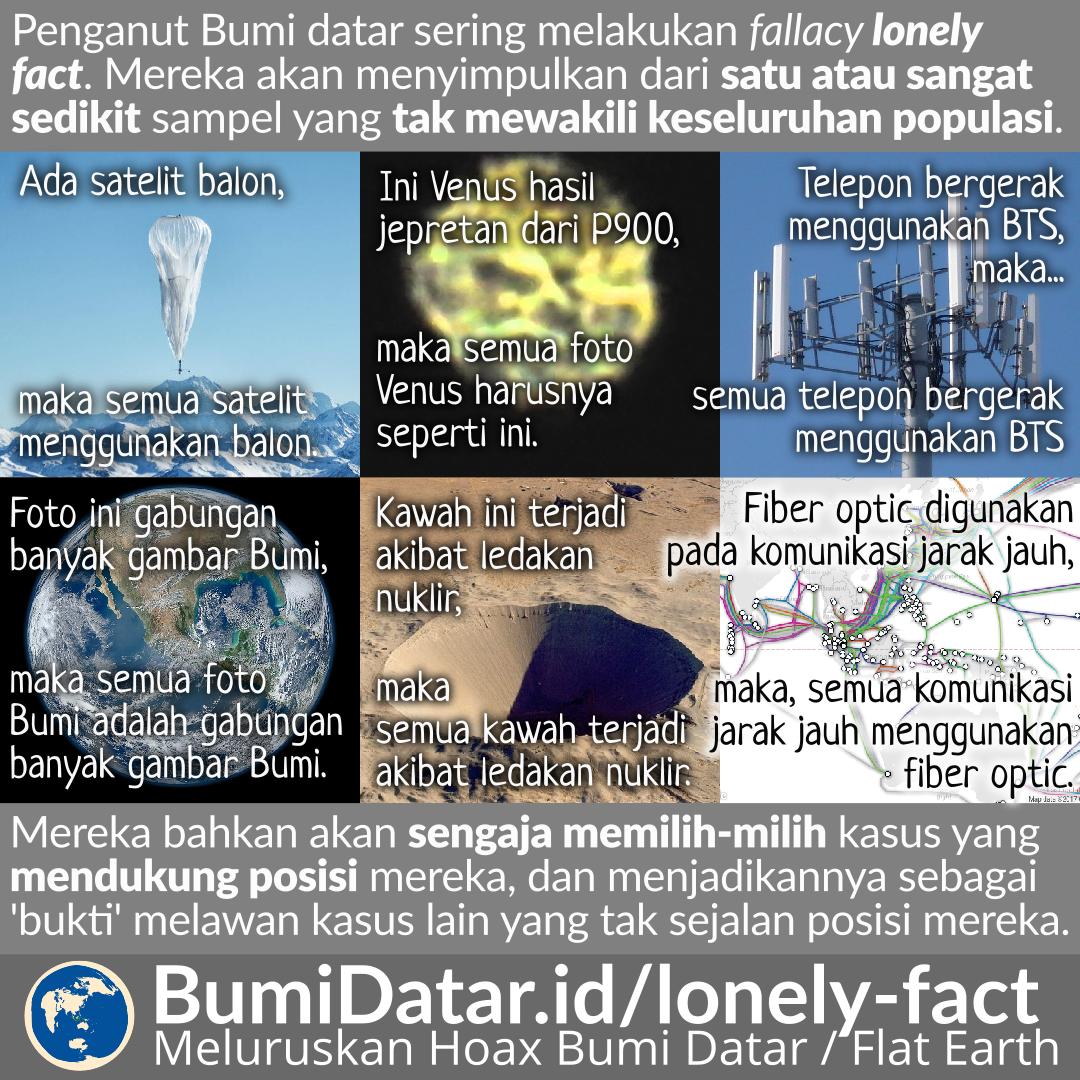 Penganut Bumi datar sering melakukan fallacy lonely
fact. Mereka akan menyimpulkan dari satu atau sangat
sedikit sampel yang tak mewakili keseluruhan populasi.
Ada satelit balon,
maka semua satelit
menggunakan balon.
Ini Venus hasil
jepretan dari P900,
maka semua foto
Venus harusnya
seperti ini.
Telepon bergerak
menggunakan BTS,
maka...
semua telepon bergerak
menggunakan BTS
Foto ini gabungan
banyak gambar Bumi,
maka semua foto
Bumi adalah gabungan
banyak gambar Bumi.
Kawah ini terjadi
akibat ledakan
nuklir,
maka
semua kawah terjadi
akibat ledakan nuklir.
Fiber optic digunakan
pada komunikasi jarak jauh,
maka, semua komunikasi
jarak jauh menggunakan
fiber optic.
Map data ©2017
Mereka bahkan akan sengaja memilih-milih kasus yang
mendukung posisi mereka, dan menjadikannya sebagai
'bukti' melawan kasus lain yang tak sejalan posisi mereka.
BumiDatar.id/lonely-fact
Meluruskan Hoax Bumi Datar / Flat Earth